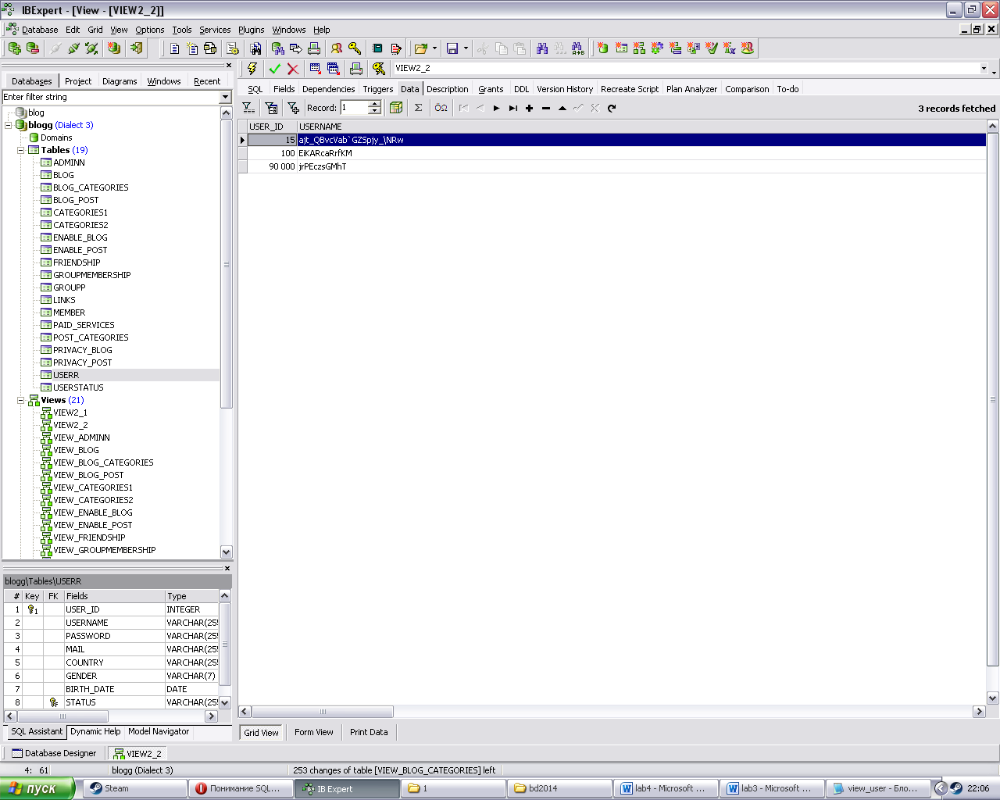 IBExpert - [View - [VIEW2_2]]
Database Edit Grid View Options Tools Services Plugins Windows Help
VIEW2_2
Databases Project Diagrams Windows Recent
Enter filter string
blog
blogg (Dialect 3)
Domains
Tables (19)
ADMINN
BLOG
BLOG_CATEGORIES
BLOG_POST
CATEGORIES1
CATEGORIES2
ENABLE_BLOG
ENABLE_POST
FRIENDSHIP
GROUPMEMBERSHIP
GROUPP
LINKS
MEMBER
PAID_SERVICES
POST_CATEGORIES
PRIVACY_BLOG
PRIVACY_POST
USERR
USERSTATUS
Views (21)
VIEW2_1
VIEW2_2
VIEW_ADMINN
VIEW_BLOG
VIEW_BLOG_CATEGORIES
VIEW_BLOG_POST
VIEW_CATEGORIES1
VIEW_CATEGORIES2
VIEW_ENABLE_BLOG
VIEW_ENABLE_POST
VIEW_FRIENDSHIP
VIEW_GROUPMEMBERSHIP
SQL Fields Dependencies Triggers Data Description Grants DDL Version History Recreate Script Plan Analyzer Comparison To-do
Record: 1
3 records fetched
USER_ID USERNAME
15 ajt_QBvcVab`GZSpjy_\NRw
100 EiKARcaRrfKM
90 000 jrPEczsGMhT
blogg\Tables\USERR
# Key FK Fields Type
1 1 USER_ID INTEGER
2 USERNAME VARCHAR(255
3 PASSWORD VARCHAR(255
4 MAIL VARCHAR(255
5 COUNTRY VARCHAR(255
6 GENDER VARCHAR(7)
7 BIRTH_DATE DATE
8 F STATUS VARCHAR(255
SQL Assistant Dynamic Help Model Navigator
Grid View Form View Print Data
Database Designer VIEW2_2
4: 61 blogg (Dialect 3) 253 changes of table [VIEW_BLOG_CATEGORIES] left
пуск Steam Понимание SQL... IB Expert 1 bd2014 lab4 - Microsoft ... lab3 - Microsoft ... view_user - Бло... 22:06